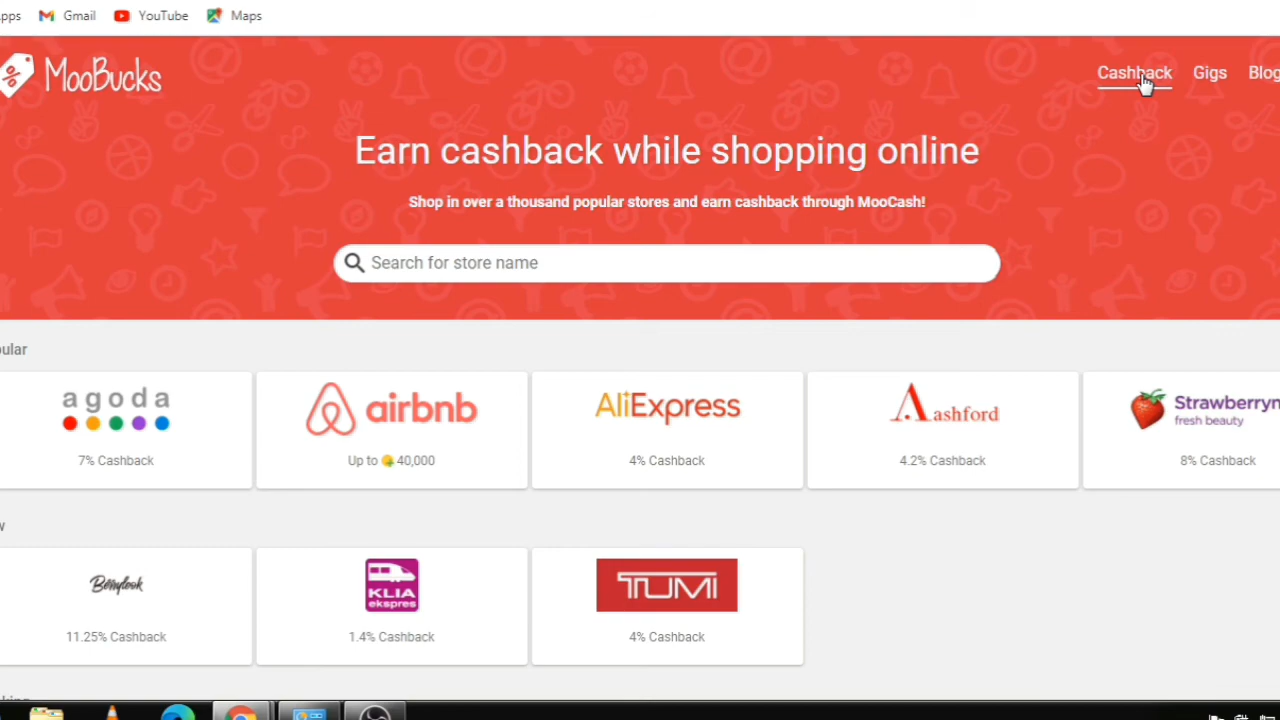 Gmail YouTube Maps
% MooBucks Cashback Gigs Blog
Earn cashback while shopping online
Shop in over a thousand popular stores and earn cashback through MooCash!
Search for store name
agoda airbnb AliExpress Ashford
fresh beauty
7% Cashback Up to 40,000 4% Cashback 4.2% Cashback 8% Cashback
Berrylook KLIA ekspres TUMI
11.25% Cashback 1.4% Cashback 4% Cashback